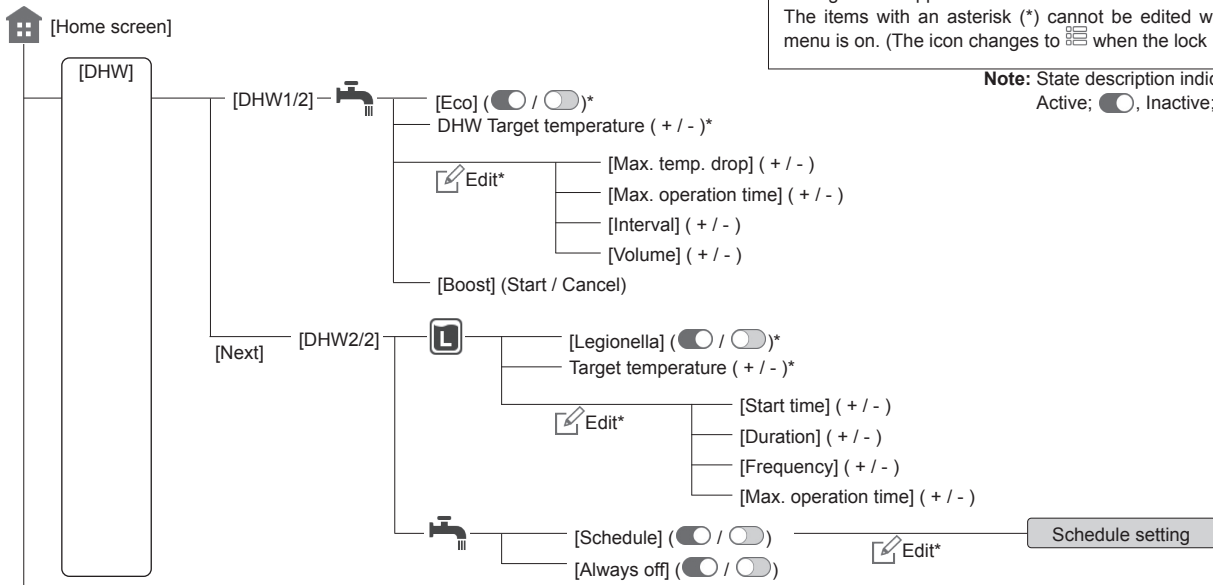 The items with an asterisk (*) cannot be edited
menu is on. (The icon changes to when the lock
[Home screen]
[DHW]
Note: State description
Active; , Inactive;
[DHW1/2]
[Eco] ( / )*
DHW Target temperature ( + / - )*
Edit*
[Max. temp. drop] ( + / - )
[Max. operation time] ( + / - )
[Interval] ( + / - )
[Volume] ( + / - )
[Boost] (Start / Cancel)
[Next]
[DHW2/2]
L
[Legionella] ( / )*
Target temperature ( + / - )*
Edit*
[Start time] ( + / - )
[Duration] ( + / - )
[Frequency] ( + / - )
[Max. operation time] ( + / - )
[Schedule] ( / )
Edit*
Schedule setting
[Always off] ( / )